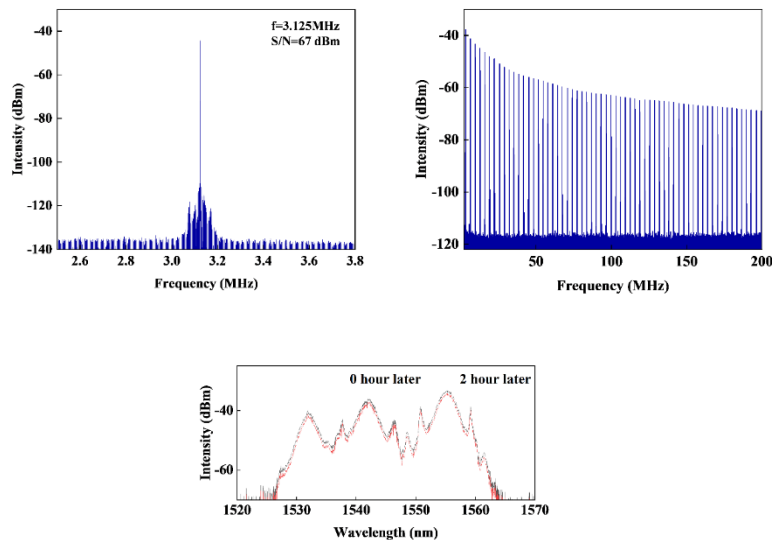 f=3.125MHz
S/N=67 dBm
Intensity (dBm)
-40
-60
-80
-100
-120
-140
2.6 2.8 3.0 3.2 3.4 3.6 3.8
Frequency (MHz)
Intensity (dBm)
-40
-60
-80
-100
-120
50 100 150 200
Frequency (MHz)
0 hour later 2 hour later
Intensity (dBm)
-40
-60
1520 1530 1540 1550 1560 1570
Wavelength (nm)